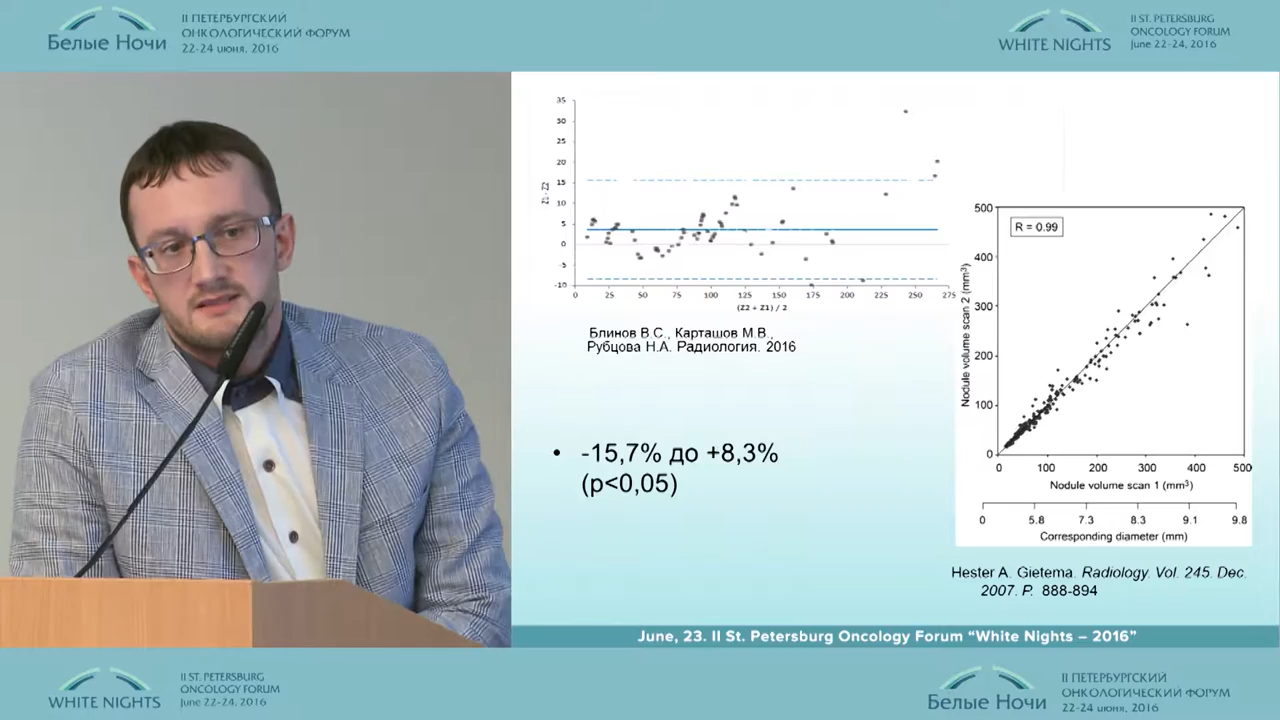 II ПЕТЕРБУРГСКИЙ
ОНКОЛОГИЧЕСКИЙ ФОРУМ
22-24 июня, 2016
Белые Ночи
II ST. PETERSBURG
ONCOLOGY FORUM
June 22-24, 2016
WHITE NIGHTS
35
30
25
20
15
10
5
0
-5
-10
Z1 - Z2
0 25 50 75 100 125 150 175 200 225 250 275
(Z2 + Z1) / 2
Блинов В.С., Карташов М.В.,
Рубцова Н.А. Радиология. 2016
• -15,7% до +8,3%
(p<0,05)
R = 0.99
500
400
300
200
100
0
Nodule volume scan 2 (mm³)
0 100 200 300 400 500
Nodule volume scan 1 (mm³)
0 5.8 7.3 8.3 9.1 9.8
Corresponding diameter (mm)
Hester A. Gietema. Radiology. Vol. 245. Dec.
2007. P. 888-894
June, 23. II St. Petersburg Oncology Forum “White Nights – 2016”
WHITE NIGHTS
II ST. PETERSBURG
ONCOLOGY FORUM
June 22-24, 2016
Белые Ночи
II ПЕТЕРБУРГСКИЙ
ОНКОЛОГИЧЕСКИЙ ФОРУМ
22-24 июня, 2016